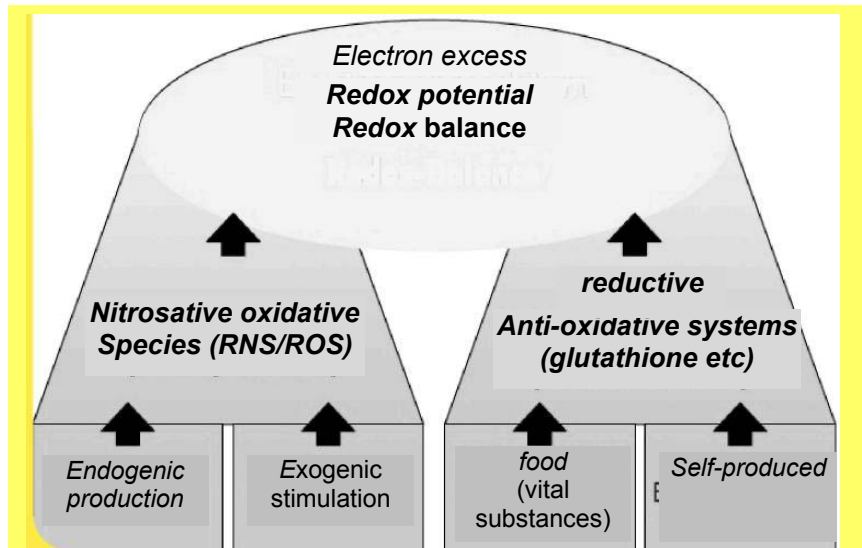 Electron excess
Redox potential
Redox balance
Nitrosative oxidative
Species (RNS/ROS)
reductive
Anti-oxidative systems
(glutathione etc)
Endogenic
production
Exogenic
stimulation
food
(vital
substances)
Self-produced